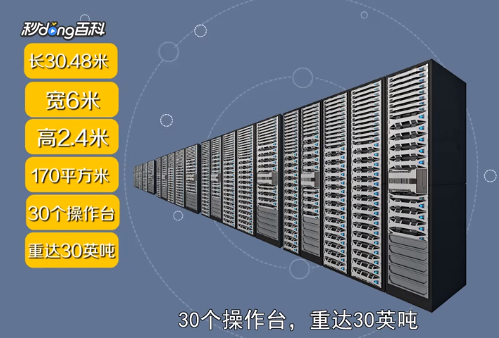 秒dong百科
长30.48米
宽6米
高2.4米
170平方米
30个操作台
重达30英吨
30个操作台，重达30英吨